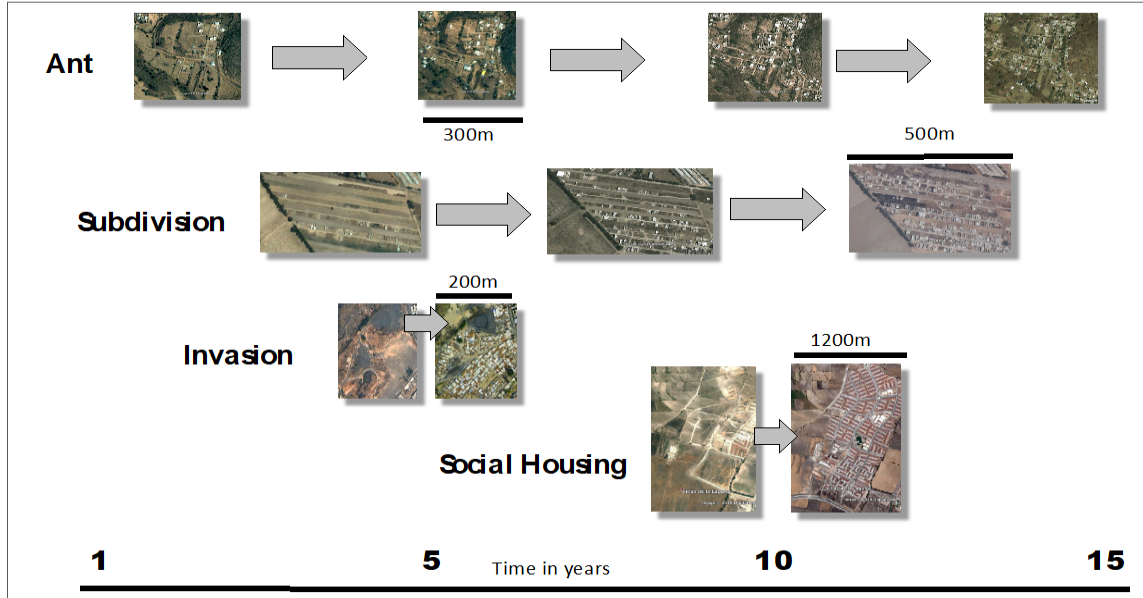 Ant
300m
500m
Subdivision
200m
Invasion
1200m
Social Housing
1
5
10
15
Time in years